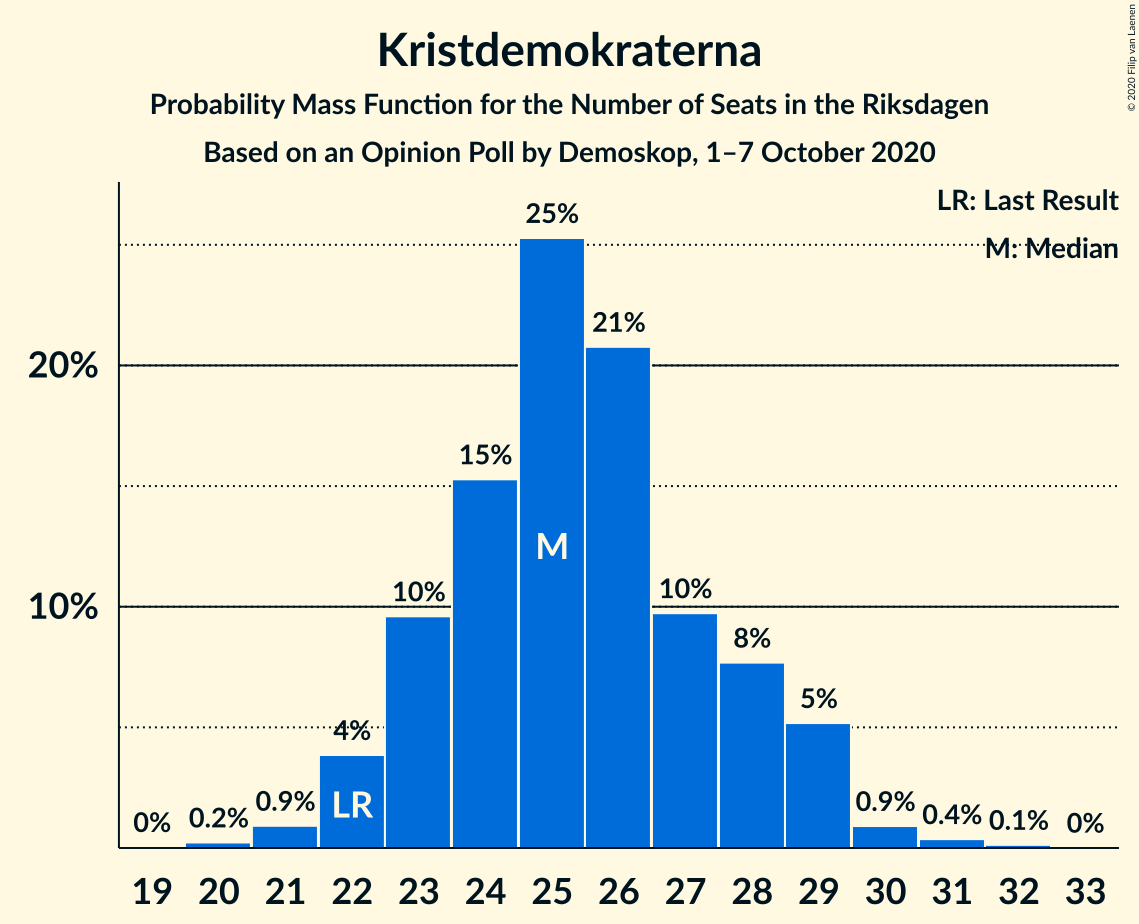 Kristdemokraterna
Probability Mass Function for the Number of Seats in the Riksdagen
Based on an Opinion Poll by Demoskop, 1–7 October 2020
© 2020 Filip van Laenen
LR: Last Result
M: Median
20%
10%
0%
0.2%
0.9%
4%
10%
15%
25%
21%
10%
8%
5%
0.9%
0.4%
0.1%
0%
LR
M
19 20 21 22 23 24 25 26 27 28 29 30 31 32 33